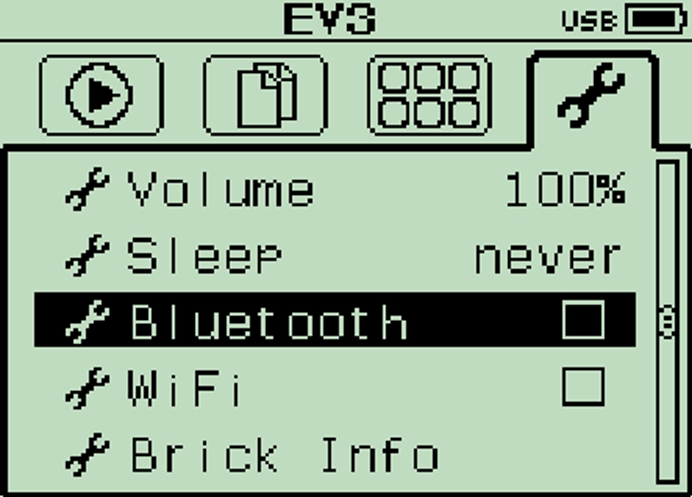 EV3 USB
Volume 100%
Sleep never
Bluetooth
WiFi
Brick Info